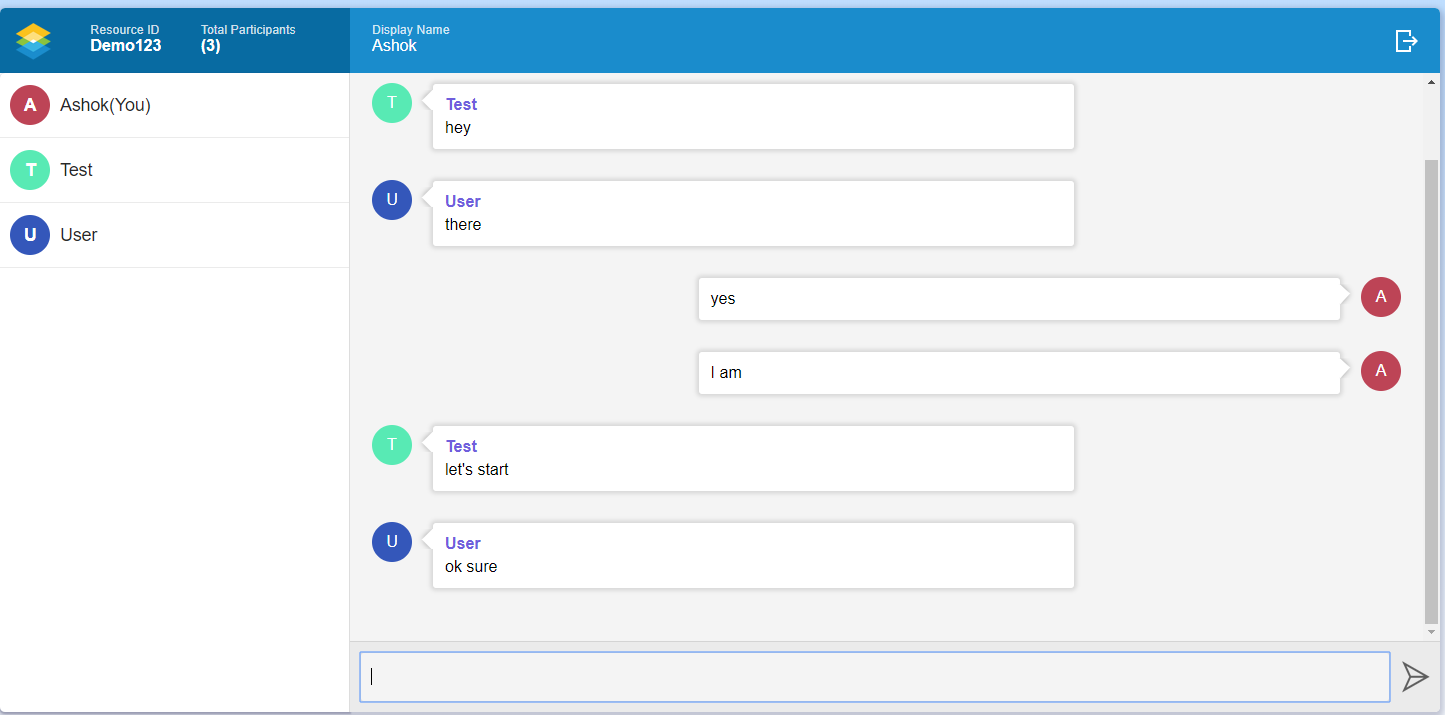 Resource ID
Demo123
Total Participants
(3)
Display Name
Ashok
A Ashok(You)
T Test
U User
T Test
hey
U User
there
yes A
I am A
T Test
let's start
U User
ok sure